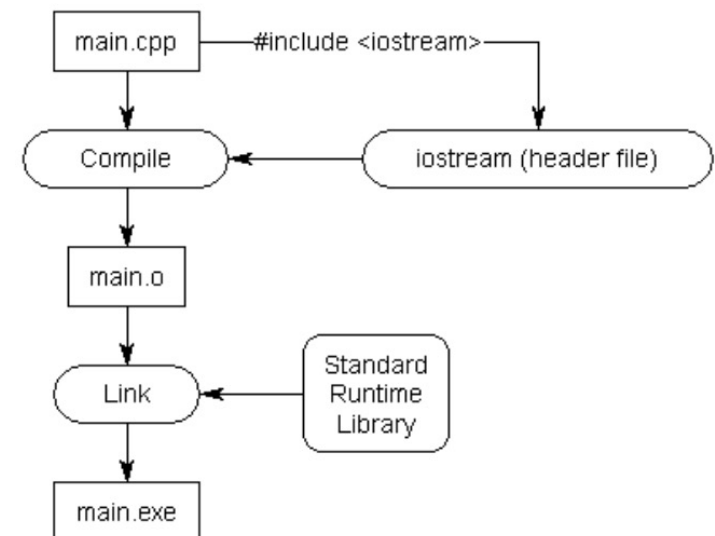 main.cpp
#include <iostream>
Compile
iostream (header file)
main.o
Standard
Runtime
Library
Link
main.exe